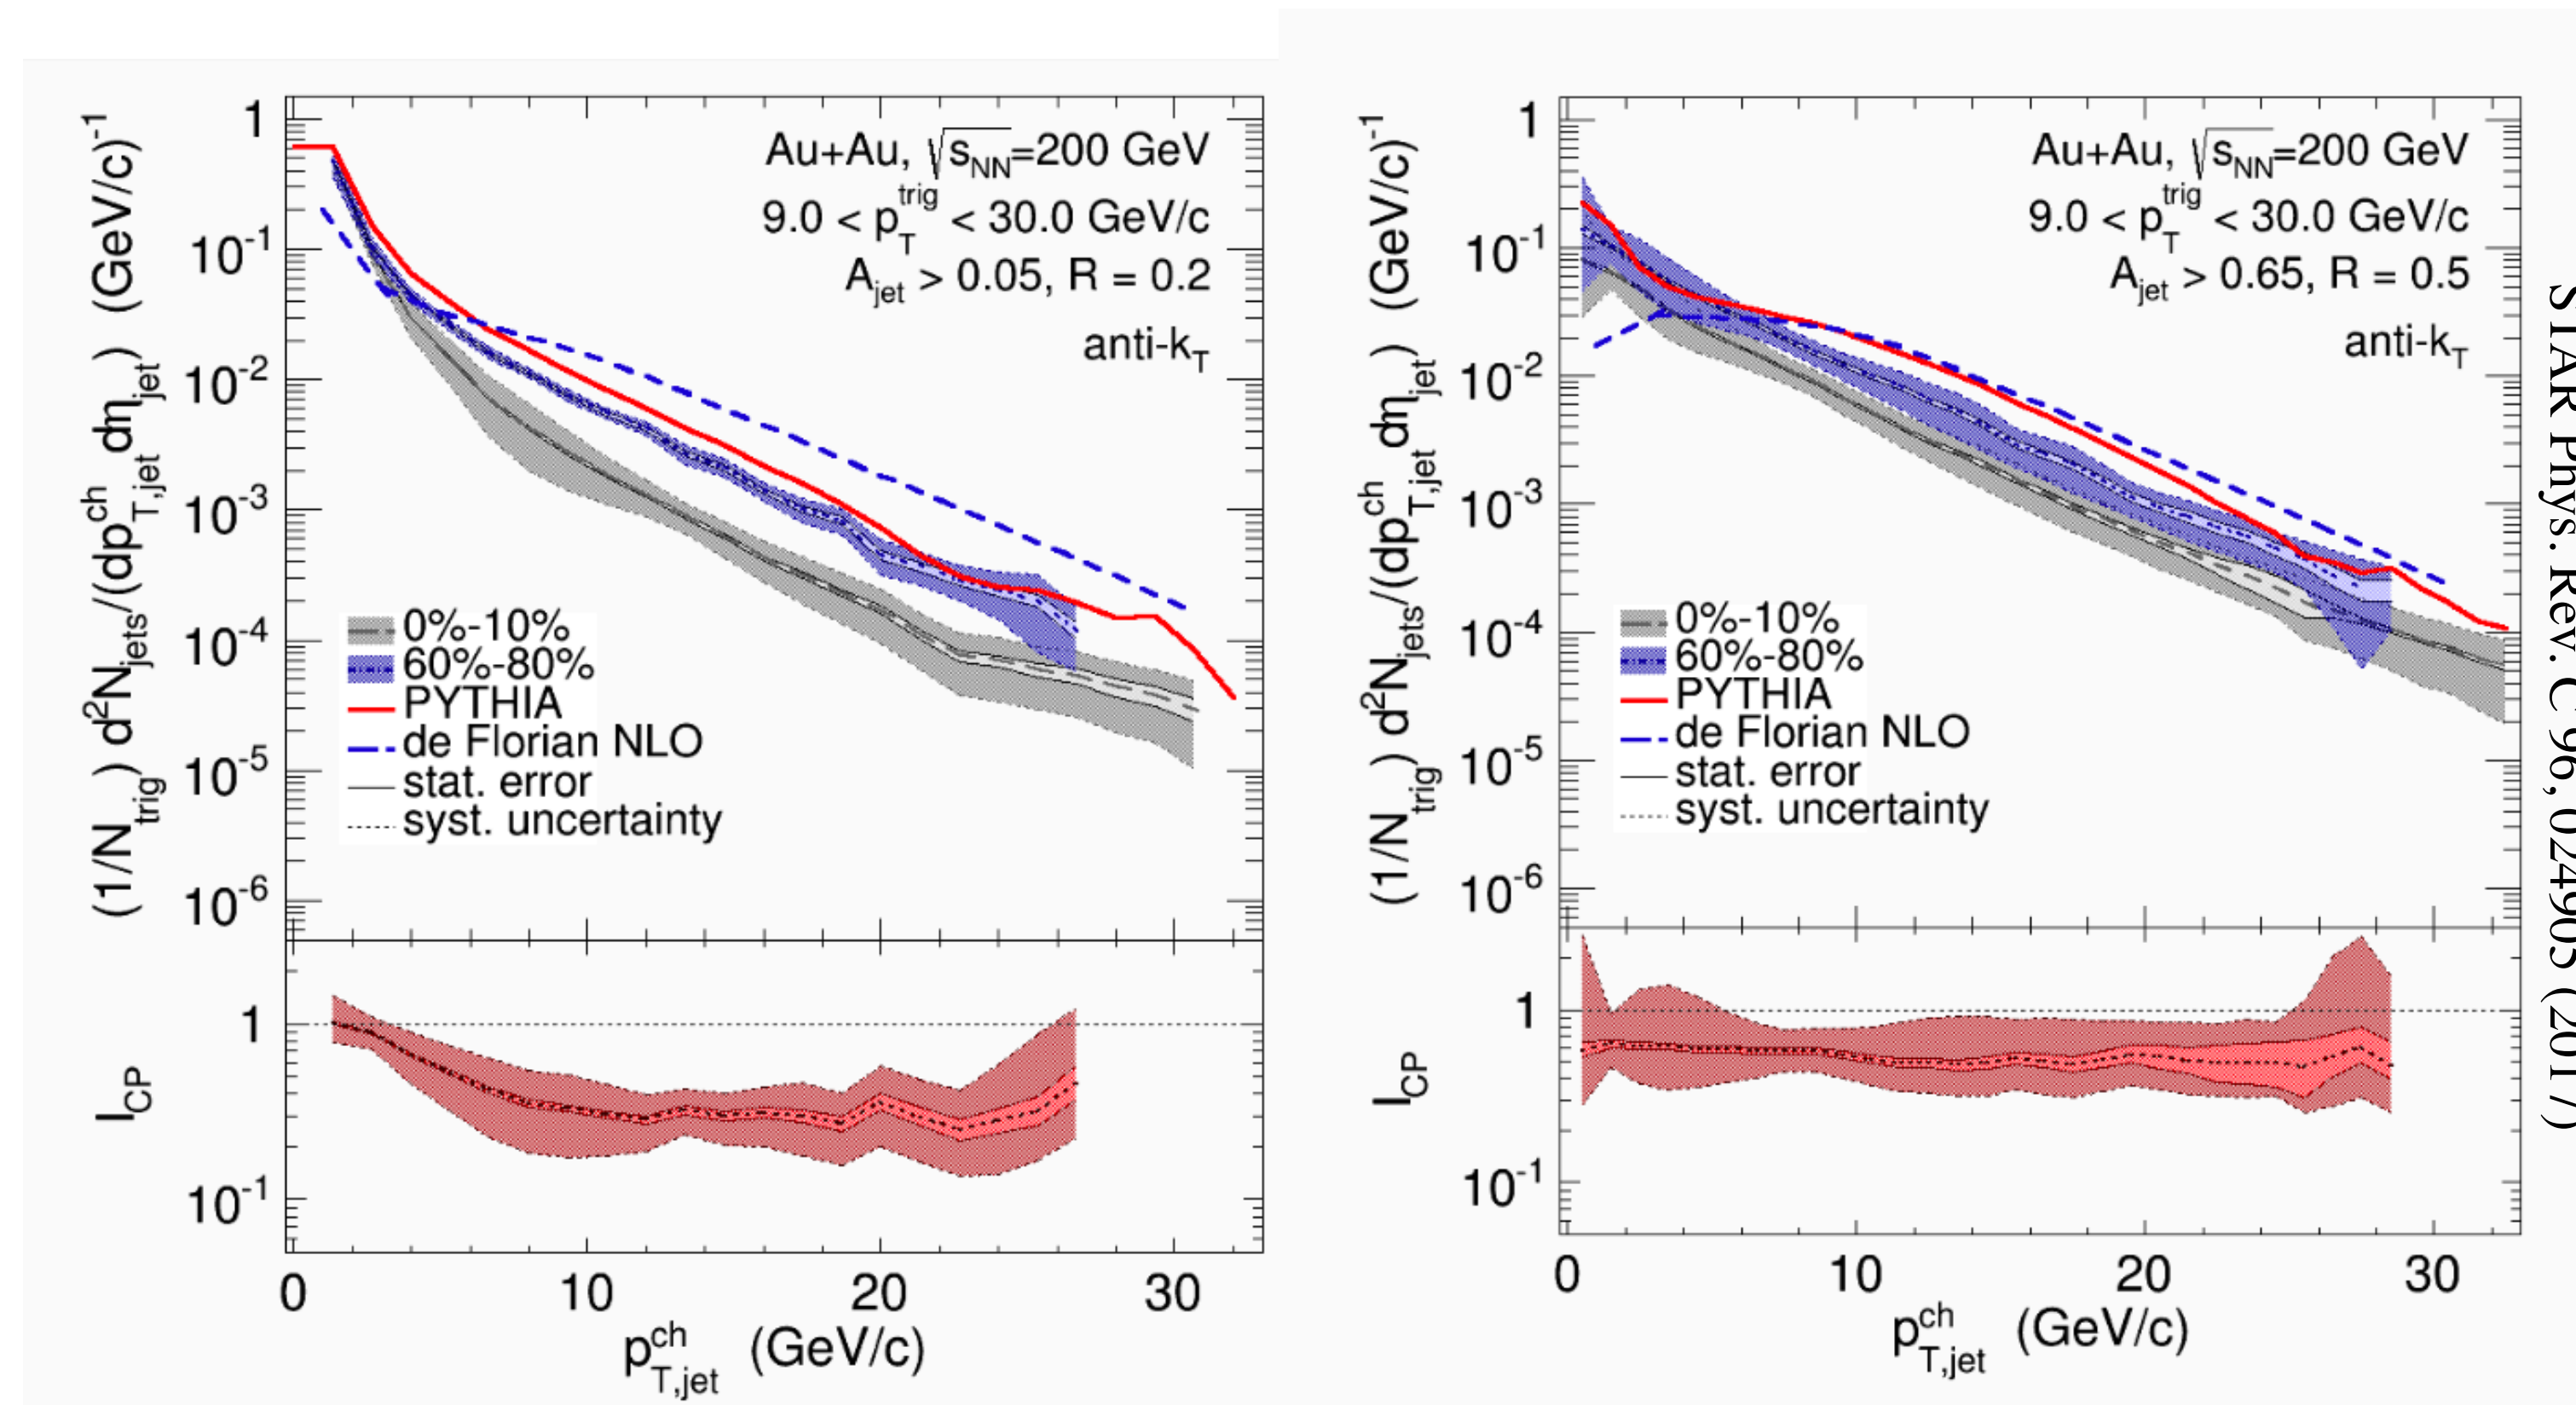 (1/N_trig) d²N_jets/(dp^ch_T,jet dη_jet) (GeV/c)⁻¹
1
10⁻¹
10⁻²
10⁻³
10⁻⁴
10⁻⁵
10⁻⁶
Au+Au, √s_NN=200 GeV
9.0 < p_T^trig < 30.0 GeV/c
A_jet > 0.05, R = 0.2
anti-k_T
0%-10%
60%-80%
PYTHIA
de Florian NLO
stat. error
syst. uncertainty
I_CP
1
10⁻¹
0 10 20 30
p^ch_T,jet (GeV/c)
(1/N_trig) d²N_jets/(dp^ch_T,jet dη_jet) (GeV/c)⁻¹
1
10⁻¹
10⁻²
10⁻³
10⁻⁴
10⁻⁵
10⁻⁶
Au+Au, √s_NN=200 GeV
9.0 < p_T^trig < 30.0 GeV/c
A_jet > 0.65, R = 0.5
anti-k_T
0%-10%
60%-80%
PYTHIA
de Florian NLO
stat. error
syst. uncertainty
I_CP
1
10⁻¹
0 10 20 30
p^ch_T,jet (GeV/c)
STAR Phys. Rev. C 96, 024905 (2017)